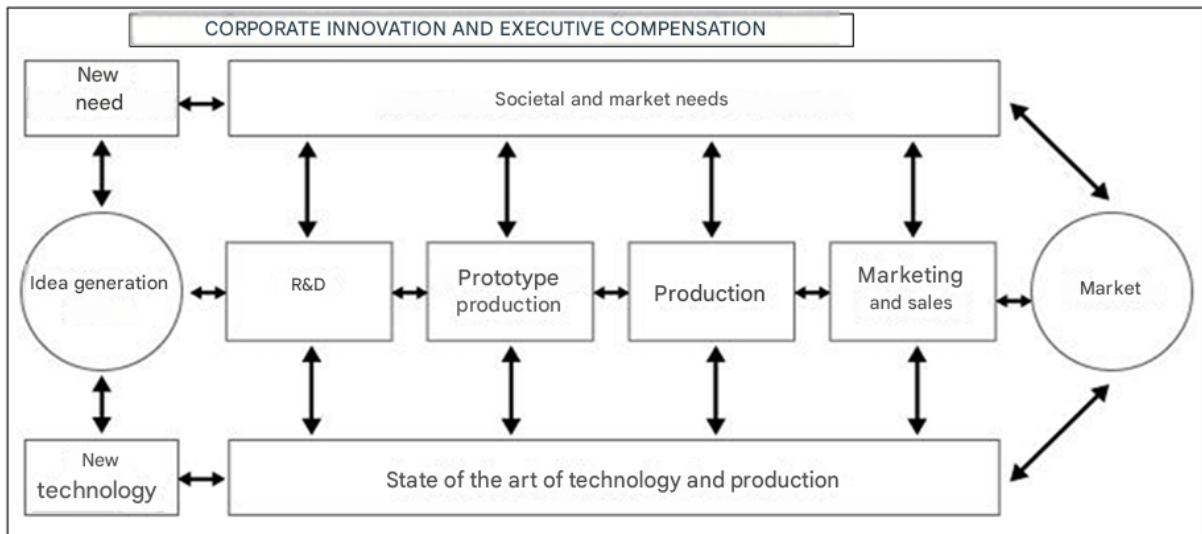 CORPORATE INNOVATION AND EXECUTIVE COMPENSATION
New
need
Societal and market needs
Idea generation
R&D
Prototype
production
Production
Marketing
and sales
Market
New
technology
State of the art of technology and production